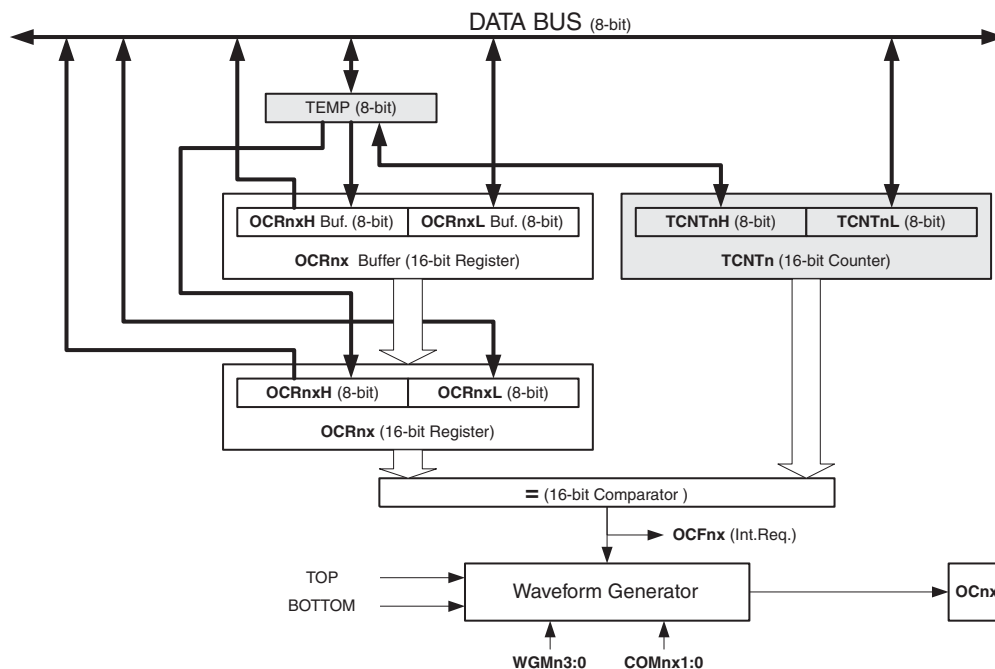 DATA BUS (8-bit)
TEMP (8-bit)
OCRnxH Buf. (8-bit) OCRnxL Buf. (8-bit)
OCRnx Buffer (16-bit Register)
TCNTnH (8-bit) TCNTnL (8-bit)
TCNTn (16-bit Counter)
OCRnxH (8-bit) OCRnxL (8-bit)
OCRnx (16-bit Register)
= (16-bit Comparator )
OCFnx (Int.Req.)
TOP
BOTTOM
Waveform Generator
OCnx
WGMn3:0 COMnx1:0